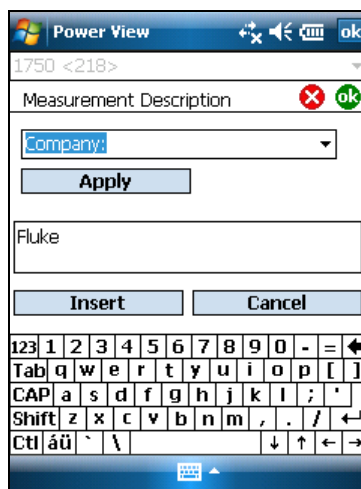 Power View ok
1750 <218>
Measurement Description ok
Company:
Apply
Fluke
Insert Cancel
123 1 2 3 4 5 6 7 8 9 0 - =
Tab q w e r t y u i o p [ ]
CAP a s d f g h j k l ; '
Shift z x c v b n m , . /
Ctl áü ` \